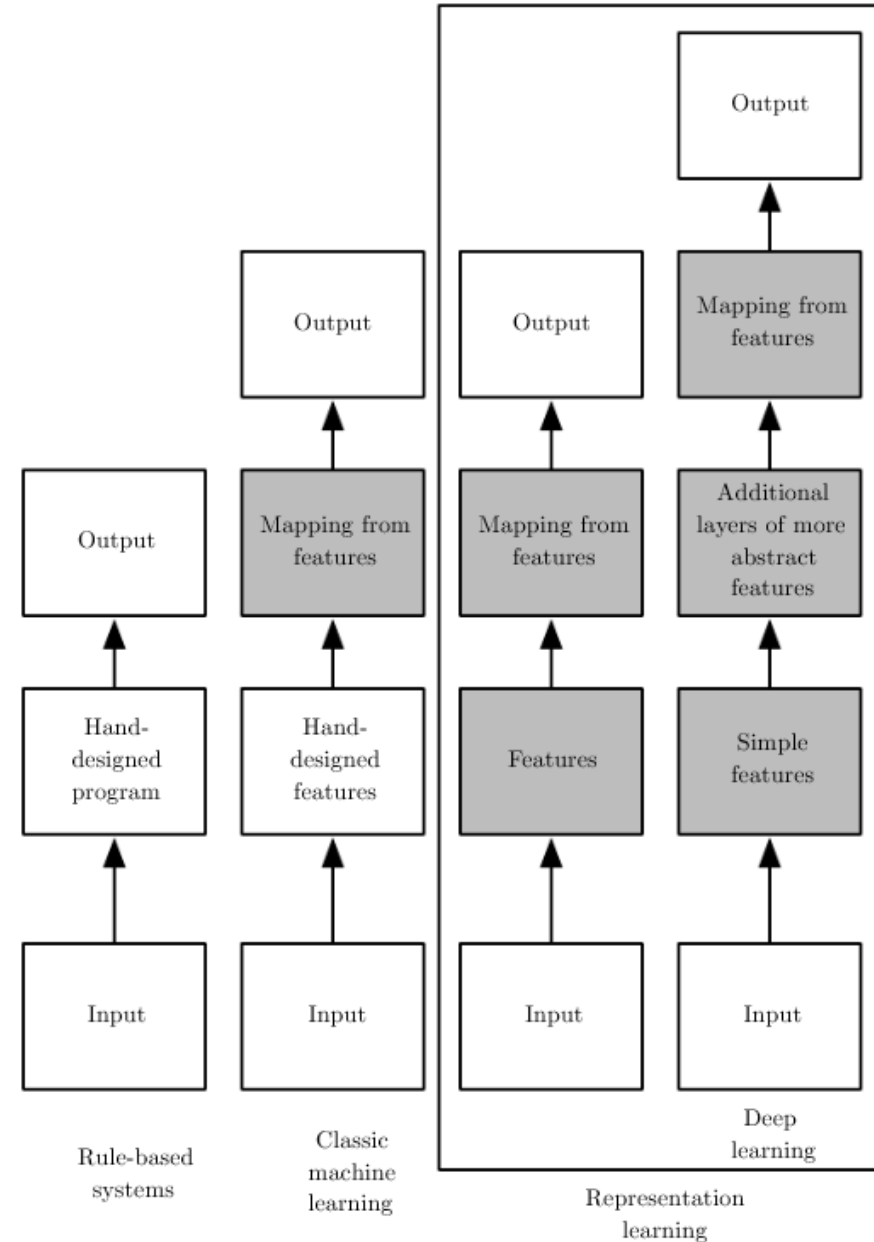 Output
Output
Output
Mapping from
features
Output
Mapping from
features
Mapping from
features
Additional
layers of more
abstract
features
Hand-
designed
program
Hand-
designed
features
Features
Simple
features
Input
Input
Input
Input
Rule-based
systems
Classic
machine
learning
Deep
learning
Representation
learning